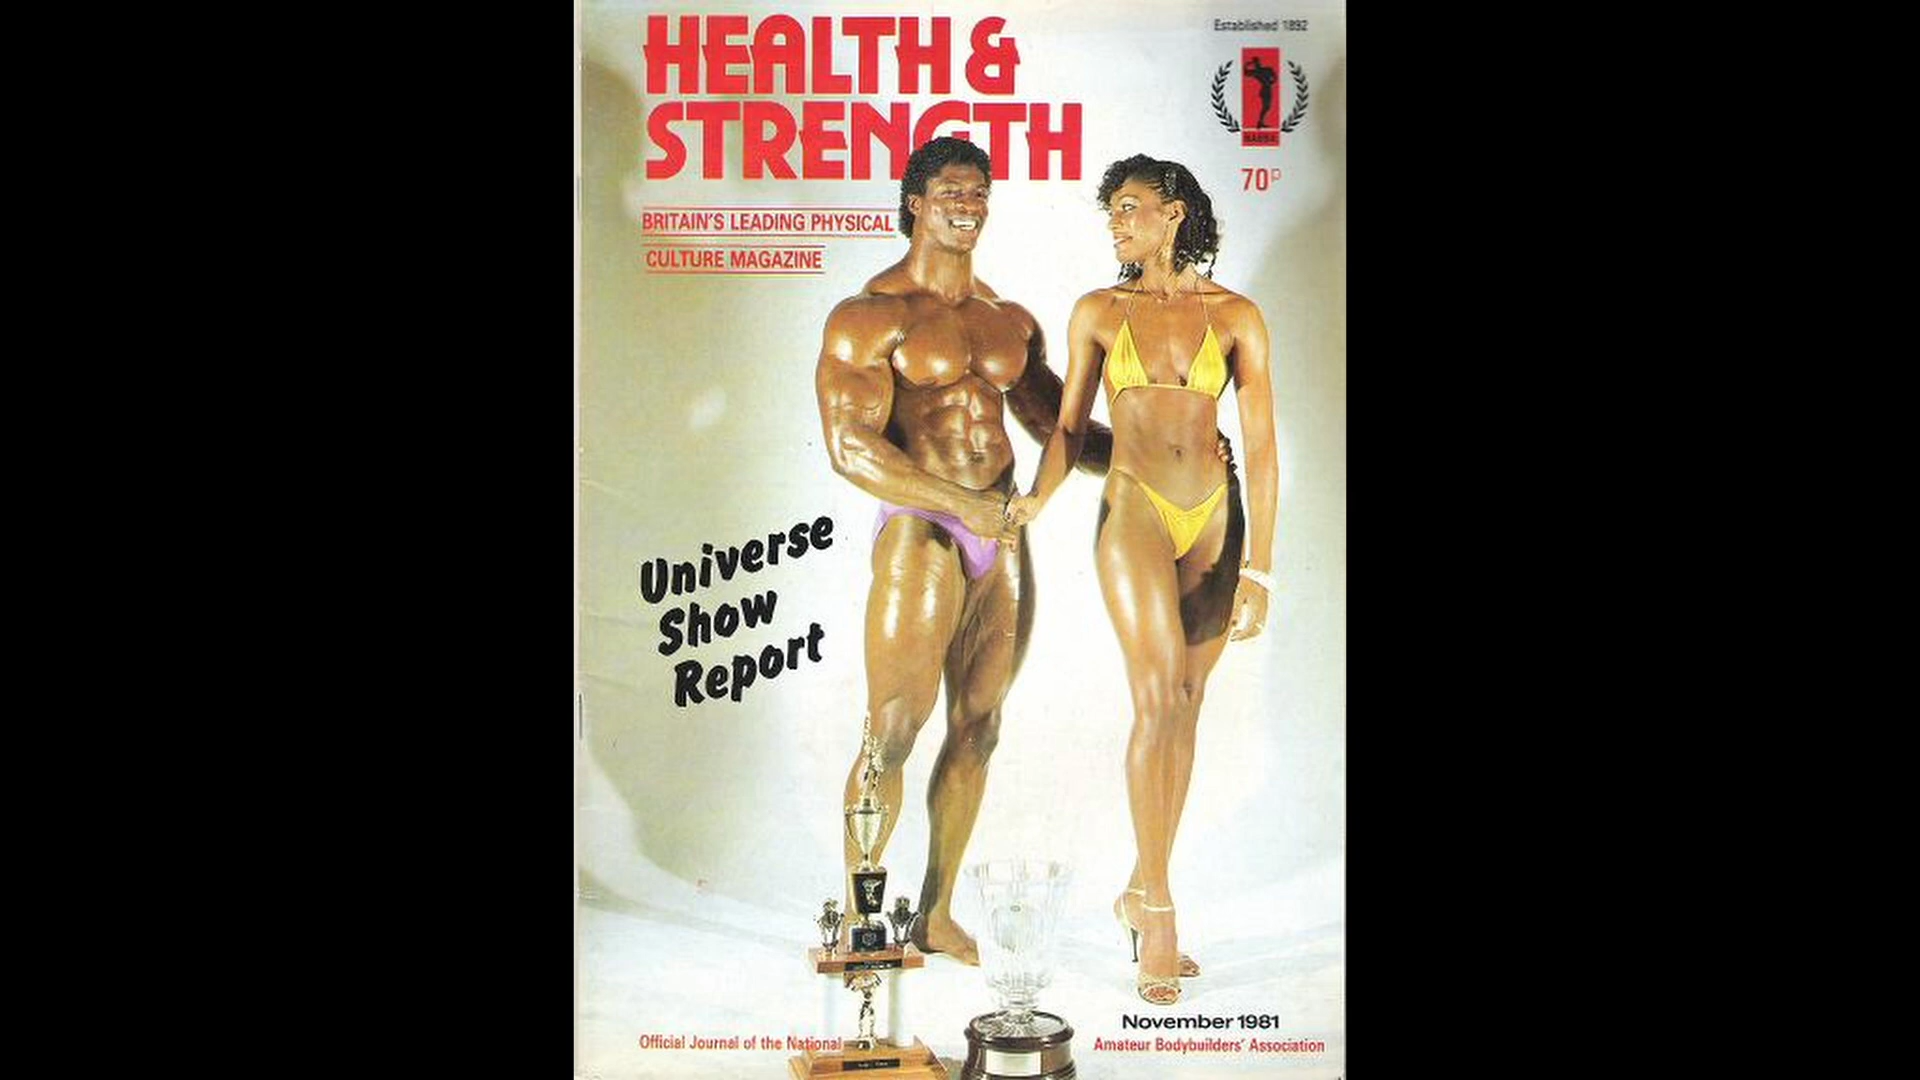 HEALTH &
STRENGTH
Established 1892
NABBA
70p
BRITAIN'S LEADING PHYSICAL
CULTURE MAGAZINE
Universe
Show
Report
November 1981
Official Journal of the National
Amateur Bodybuilders' Association